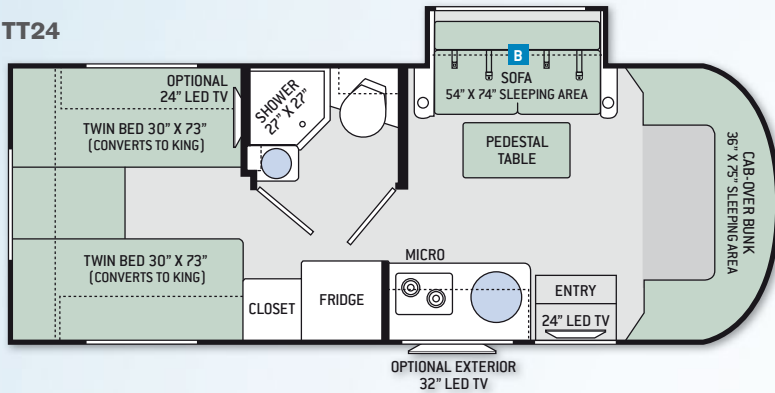 TT24
OPTIONAL
24" LED TV
TWIN BED 30" X 73"
(CONVERTS TO KING)
SHOWER
27" X 27"
B
SOFA
54" X 74" SLEEPING AREA
PEDESTAL
TABLE
CAB-OVER BUNK
36" X 75" SLEEPING AREA
TWIN BED 30" X 73"
(CONVERTS TO KING)
CLOSET
FRIDGE
MICRO
ENTRY
24" LED TV
OPTIONAL EXTERIOR
32" LED TV